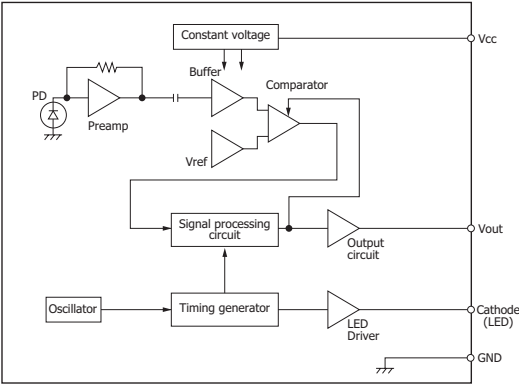 Constant voltage
Vcc
Buffer
Comparator
PD
Preamp
Vref
Signal processing
circuit
Output
circuit
Vout
Oscillator
Timing generator
LED
Driver
Cathode
(LED)
GND